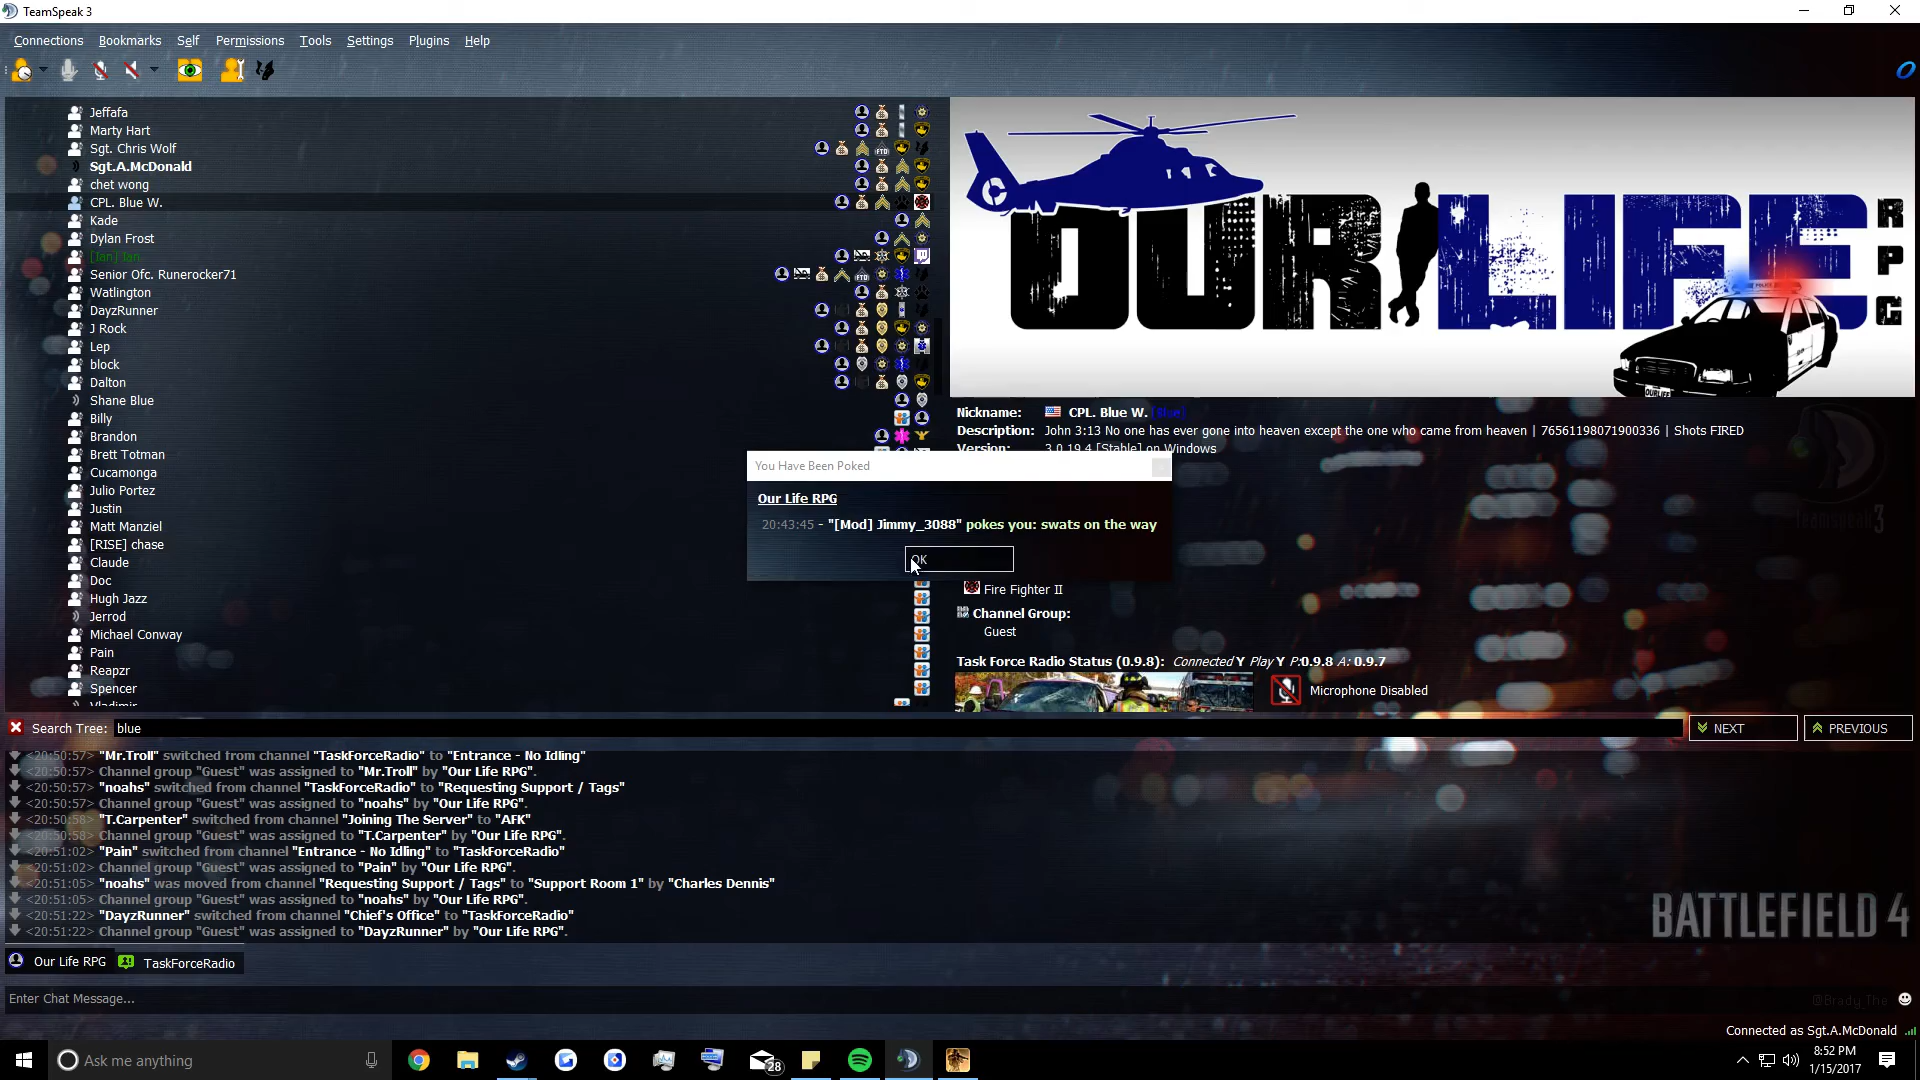 TeamSpeak 3
Connections Bookmarks Self Permissions Tools Settings Plugins Help
Jeffafa
Marty Hart
Sgt. Chris Wolf
Sgt.A.McDonald
chet wong
CPL. Blue W.
Kade
Dylan Frost
[Ian] Ian
Senior Ofc. Runerocker71
Watlington
DayzRunner
J Rock
Lep
block
Dalton
Shane Blue
Billy
Brandon
Brett Totman
Cucamonga
Julio Portez
Justin
Matt Manziel
[RISE] chase
Claude
Doc
Hugh Jazz
Jerrod
Michael Conway
Pain
Reapzr
Spencer
Vladimir
OUR LIFE RPG
Nickname: CPL. Blue W. [Blue]
Description: John 3:13 No one has ever gone into heaven except the one who came from heaven | 76561198071900336 | Shots FIRED
Version: 3.0.19.4 [Stable] on Windows
You Have Been Poked
Our Life RPG
20:43:45 - "[Mod] Jimmy_3088" pokes you: swats on the way
OK
Fire Fighter II
Channel Group:
Guest
Task Force Radio Status (0.9.8): Connected Y Play Y P:0.9.8 A: 0.9.7
Microphone Disabled
Teamspeak 3
Search Tree: blue
NEXT PREVIOUS
<20:50:57> "Mr.Troll" switched from channel "TaskForceRadio" to "Entrance - No Idling"
<20:50:57> Channel group "Guest" was assigned to "Mr.Troll" by "Our Life RPG".
<20:50:57> "noahs" switched from channel "TaskForceRadio" to "Requesting Support / Tags"
<20:50:57> Channel group "Guest" was assigned to "noahs" by "Our Life RPG".
<20:50:58> "T.Carpenter" switched from channel "Joining The Server" to "AFK"
<20:50:58> Channel group "Guest" was assigned to "T.Carpenter" by "Our Life RPG".
<20:51:02> "Pain" switched from channel "Entrance - No Idling" to "TaskForceRadio"
<20:51:02> Channel group "Guest" was assigned to "Pain" by "Our Life RPG".
<20:51:05> "noahs" was moved from channel "Requesting Support / Tags" to "Support Room 1" by "Charles Dennis"
<20:51:05> Channel group "Guest" was assigned to "noahs" by "Our Life RPG".
<20:51:22> "DayzRunner" switched from channel "Chief's Office" to "TaskForceRadio"
<20:51:22> Channel group "Guest" was assigned to "DayzRunner" by "Our Life RPG".
BATTLEFIELD 4
Our Life RPG TaskForceRadio
Enter Chat Message...
@Brady_The
Connected as Sgt.A.McDonald
Ask me anything
28
8:52 PM
1/15/2017